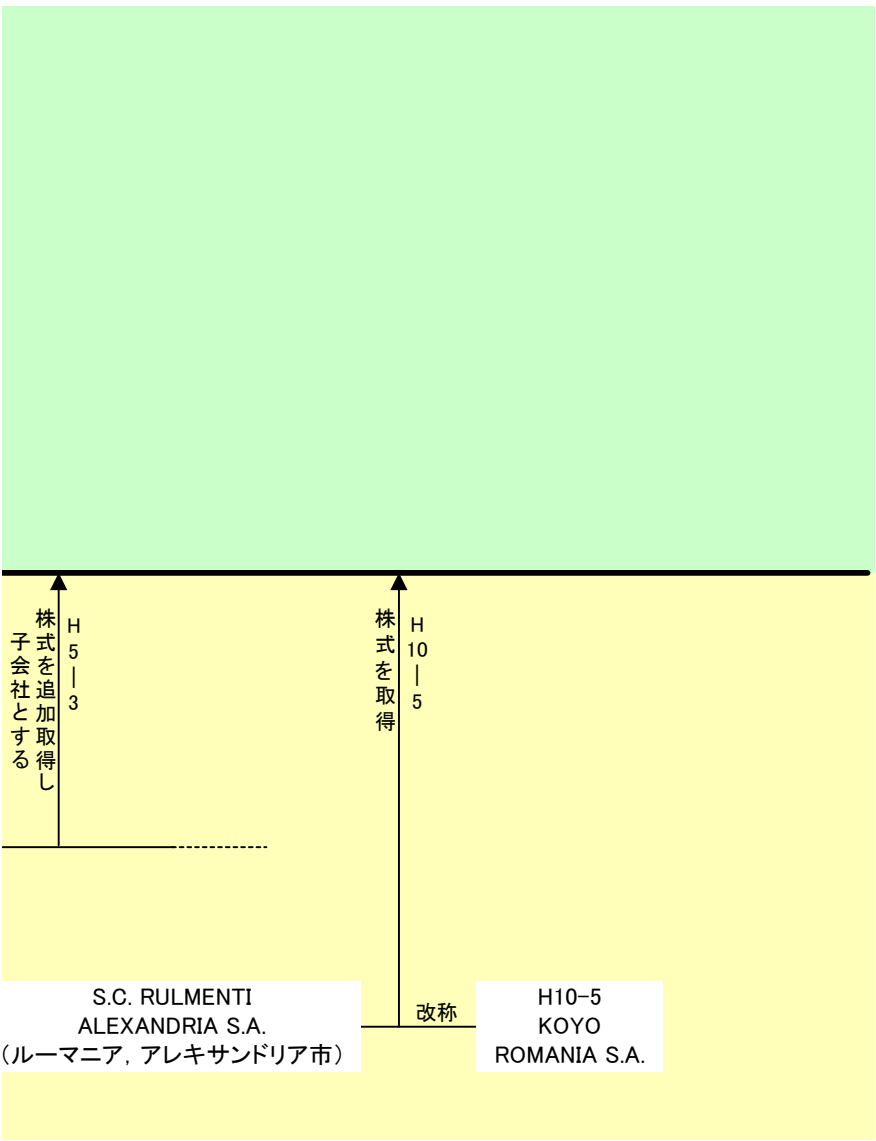 株式を追加取得し
子会社とする
H
5
|
3
株式を取得
H
10
|
5
S.C. RULMENTI
ALEXANDRIA S.A.
（ルーマニア，アレキサンドリア市）
改称
H10-5
KOYO
ROMANIA S.A.